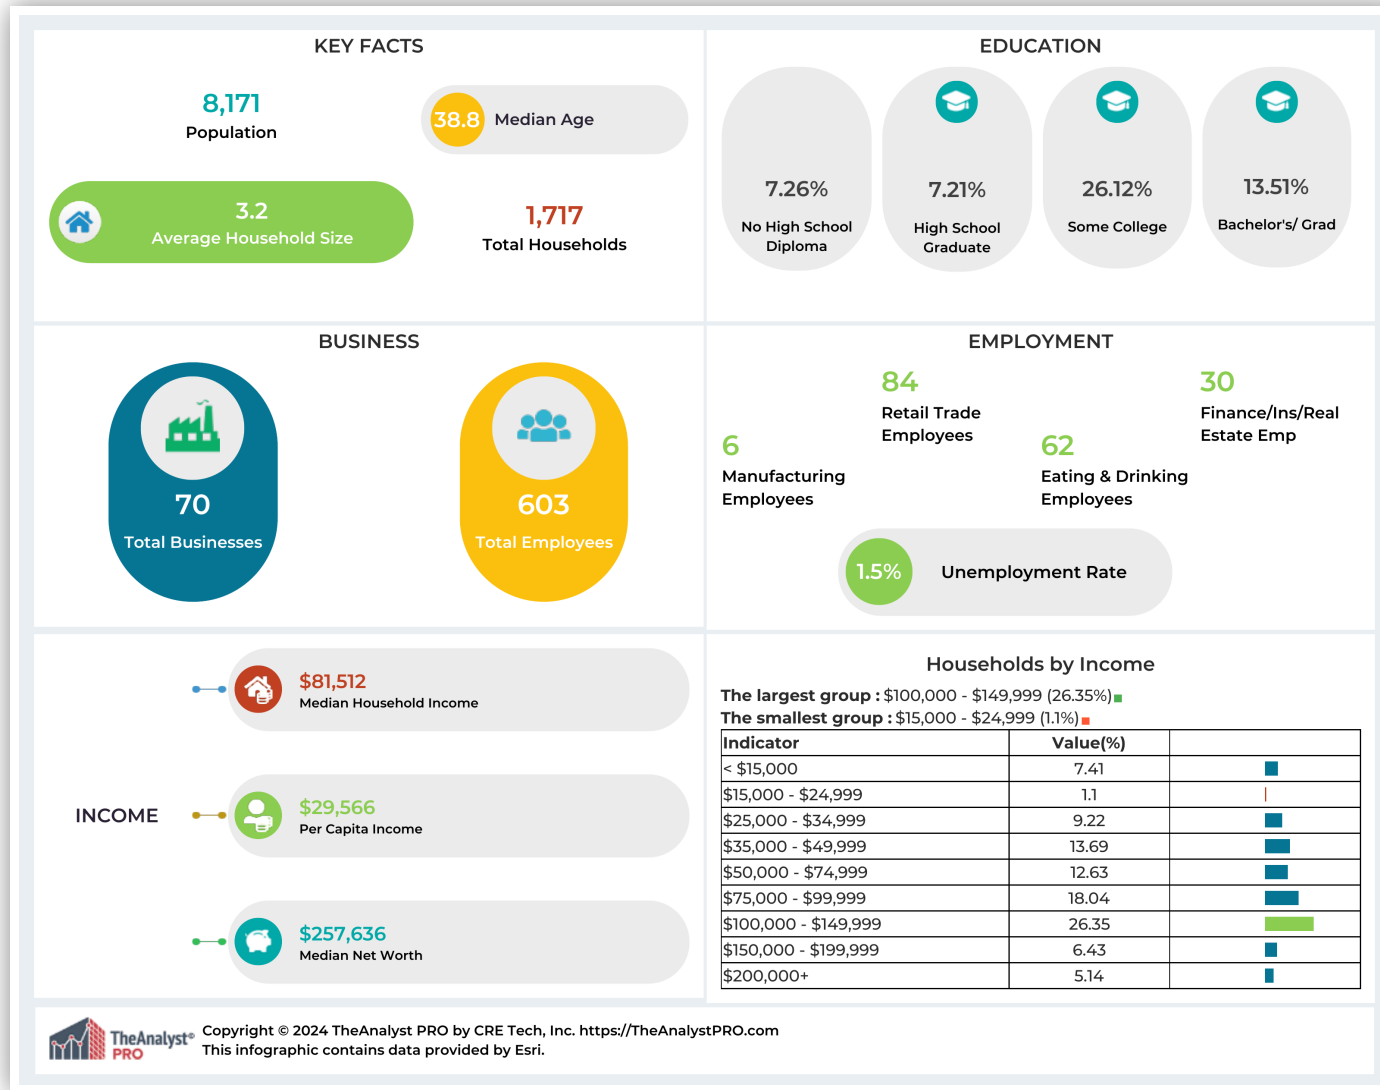 KEY FACTS
8,171
Population
38.8 Median Age
3.2
Average Household Size
1,717
Total Households
EDUCATION
7.26%
No High School
Diploma
7.21%
High School
Graduate
26.12%
Some College
13.51%
Bachelor's/ Grad
BUSINESS
70
Total Businesses
603
Total Employees
EMPLOYMENT
6
Manufacturing
Employees
84
Retail Trade
Employees
62
Eating & Drinking
Employees
30
Finance/Ins/Real
Estate Emp
1.5% Unemployment Rate
INCOME
$81,512
Median Household Income
$29,566
Per Capita Income
$257,636
Median Net Worth
Households by Income
The largest group : $100,000 - $149,999 (26.35%)
The smallest group : $15,000 - $24,999 (1.1%)
Indicator Value(%)
< $15,000 7.41
$15,000 - $24,999 1.1
$25,000 - $34,999 9.22
$35,000 - $49,999 13.69
$50,000 - $74,999 12.63
$75,000 - $99,999 18.04
$100,000 - $149,999 26.35
$150,000 - $199,999 6.43
$200,000+ 5.14
TheAnalyst©
PRO
Copyright © 2024 TheAnalyst PRO by CRE Tech, Inc. https://TheAnalystPRO.com
This infographic contains data provided by Esri.